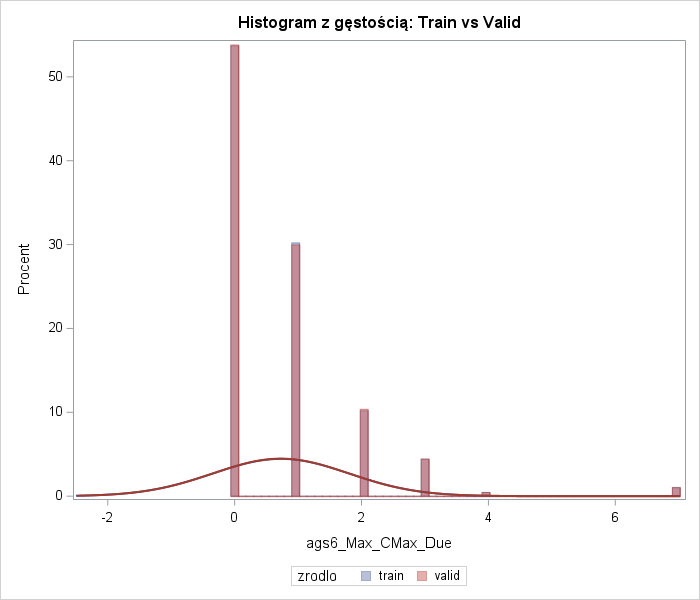 Histogram z gęstością: Train vs Valid
50
40
30
20
10
0
Procent
-2 0 2 4 6
ags6_Max_CMax_Due
zrodlo train valid